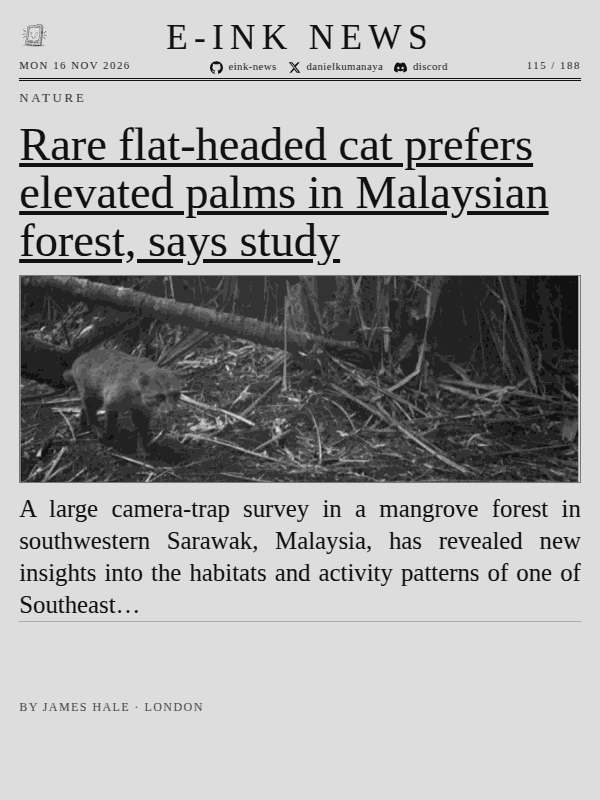 E-INK NEWS
MON 16 NOV 2026
eink-news
danielkumanaya
discord
115 / 188
NATURE
Rare flat-headed cat prefers
elevated palms in Malaysian
forest, says study
A large camera-trap survey in a mangrove forest in
southwestern Sarawak, Malaysia, has revealed new
insights into the habitats and activity patterns of one of
Southeast…
BY JAMES HALE · LONDON